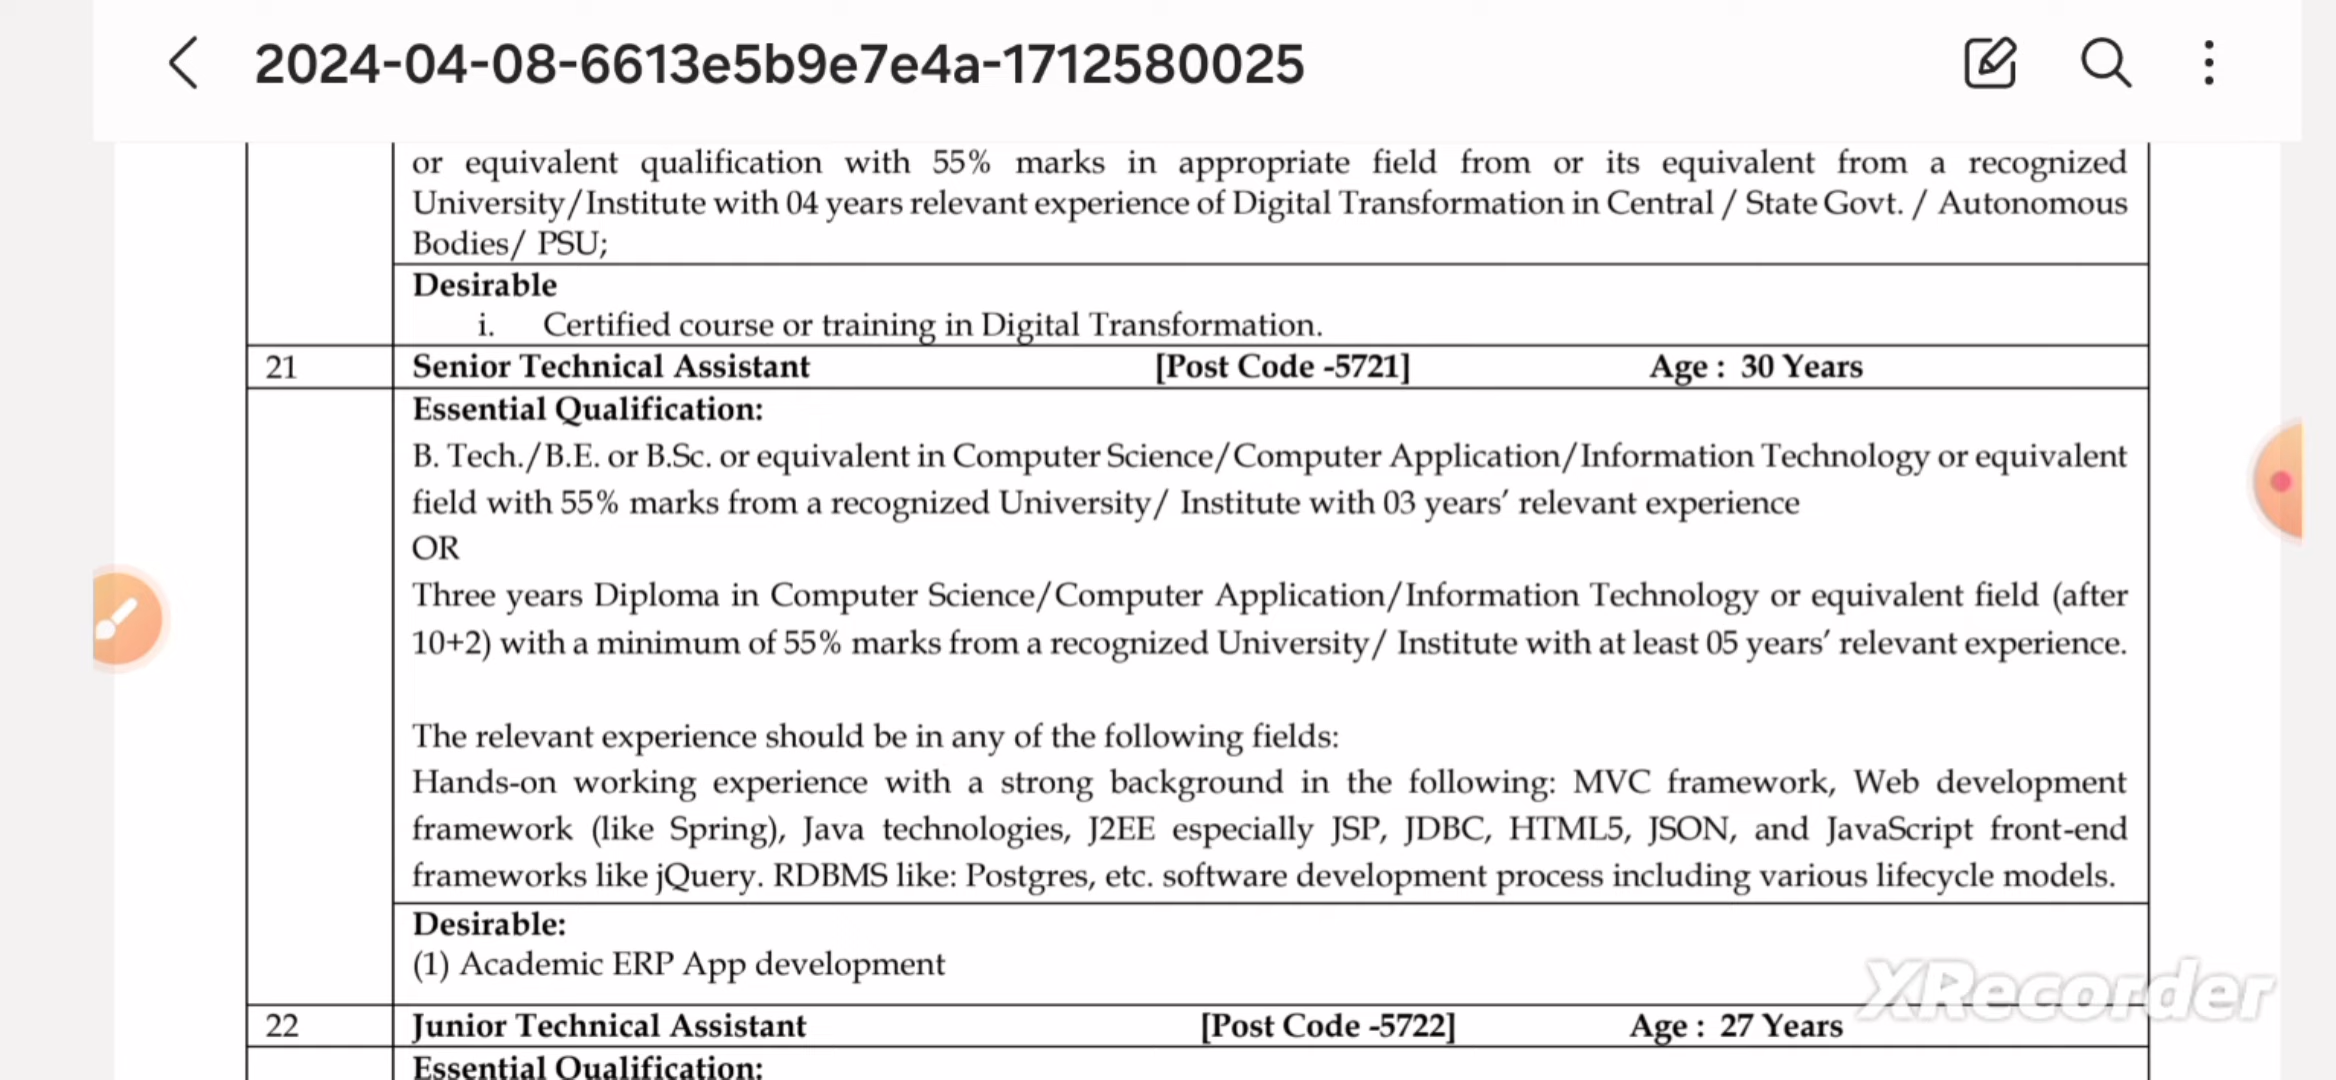 2024-04-08-6613e5b9e7e4a-1712580025
or equivalent qualification with 55% marks in appropriate field from or its equivalent from a recognized
University/Institute with 04 years relevant experience of Digital Transformation in Central / State Govt. / Autonomous
Bodies/ PSU;
Desirable
i. Certified course or training in Digital Transformation.
21 Senior Technical Assistant [Post Code -5721] Age : 30 Years
Essential Qualification:
B. Tech./B.E. or B.Sc. or equivalent in Computer Science/Computer Application/Information Technology or equivalent
field with 55% marks from a recognized University/ Institute with 03 years’ relevant experience
OR
Three years Diploma in Computer Science/Computer Application/Information Technology or equivalent field (after
10+2) with a minimum of 55% marks from a recognized University/ Institute with at least 05 years’ relevant experience.
The relevant experience should be in any of the following fields:
Hands-on working experience with a strong background in the following: MVC framework, Web development
framework (like Spring), Java technologies, J2EE especially JSP, JDBC, HTML5, JSON, and JavaScript front-end
frameworks like jQuery. RDBMS like: Postgres, etc. software development process including various lifecycle models.
Desirable:
(1) Academic ERP App development
XRecorder
22 Junior Technical Assistant [Post Code -5722] Age : 27 Years
Essential Qualification: